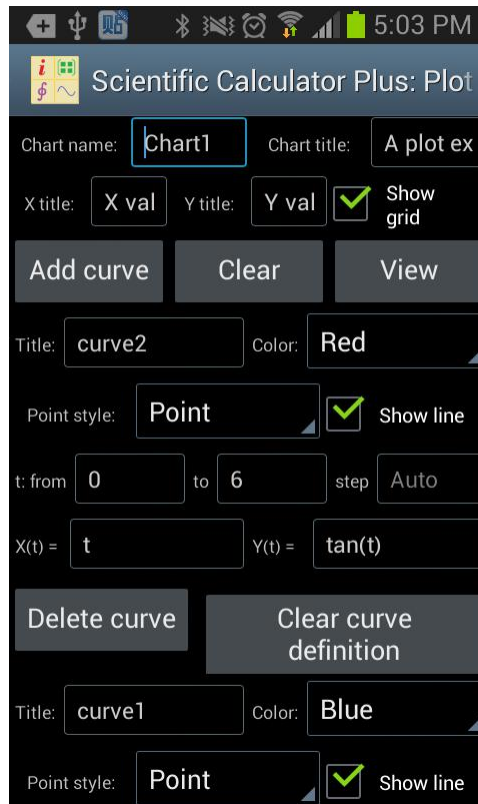 5:03 PM
Scientific Calculator Plus: Plot
Chart name: Chart1 Chart title: A plot ex
X title: X val Y title: Y val Show grid
Add curve Clear View
Title: curve2 Color: Red
Point style: Point Show line
t: from 0 to 6 step Auto
X(t) = t Y(t) = tan(t)
Delete curve Clear curve definition
Title: curve1 Color: Blue
Point style: Point Show line